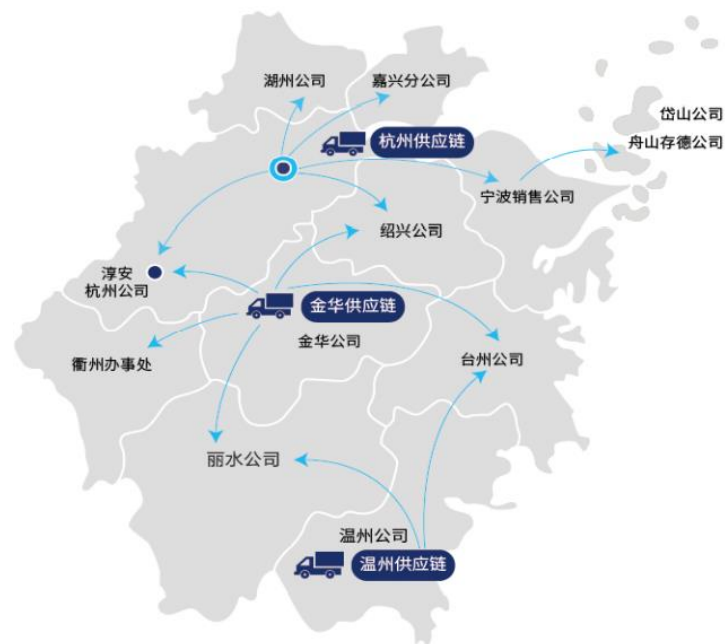 湖州公司
嘉兴分公司
岱山公司
杭州供应链
舟山存德公司
宁波销售公司
绍兴公司
淳安
杭州公司
金华供应链
金华公司
台州公司
衢州办事处
丽水公司
温州公司
温州供应链